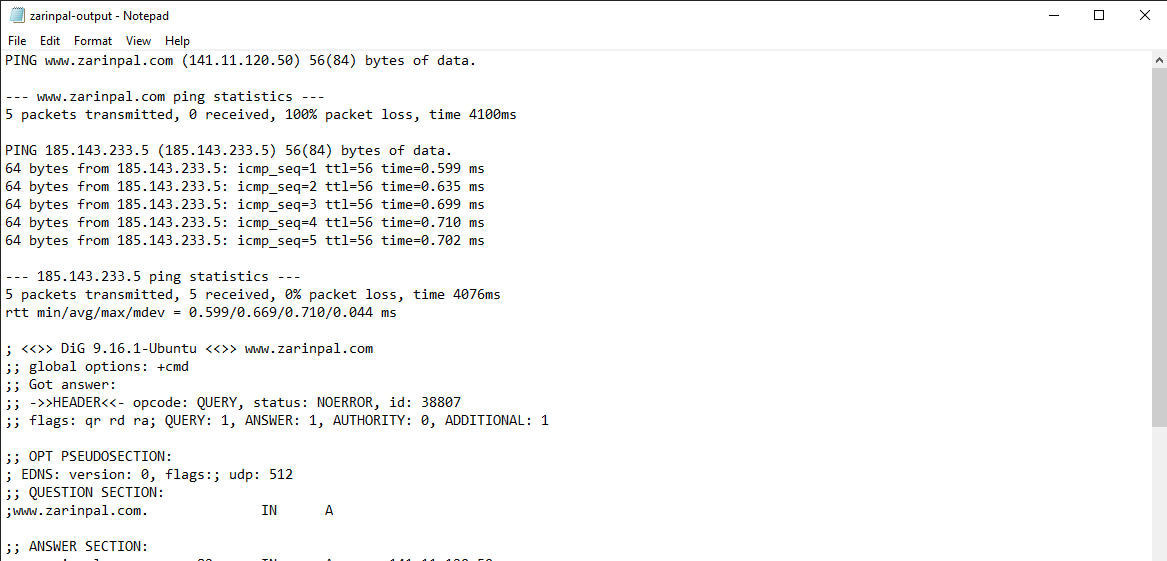 zarinpal-output - Notepad
File Edit Format View Help
PING www.zarinpal.com (141.11.120.50) 56(84) bytes of data.
--- www.zarinpal.com ping statistics ---
5 packets transmitted, 0 received, 100% packet loss, time 4100ms
PING 185.143.233.5 (185.143.233.5) 56(84) bytes of data.
64 bytes from 185.143.233.5: icmp_seq=1 ttl=56 time=0.599 ms
64 bytes from 185.143.233.5: icmp_seq=2 ttl=56 time=0.635 ms
64 bytes from 185.143.233.5: icmp_seq=3 ttl=56 time=0.699 ms
64 bytes from 185.143.233.5: icmp_seq=4 ttl=56 time=0.710 ms
64 bytes from 185.143.233.5: icmp_seq=5 ttl=56 time=0.702 ms
--- 185.143.233.5 ping statistics ---
5 packets transmitted, 5 received, 0% packet loss, time 4076ms
rtt min/avg/max/mdev = 0.599/0.669/0.710/0.044 ms
; <<>> DiG 9.16.1-Ubuntu <<>> www.zarinpal.com
;; global options: +cmd
;; Got answer:
;; ->>HEADER<<- opcode: QUERY, status: NOERROR, id: 38807
;; flags: qr rd ra; QUERY: 1, ANSWER: 1, AUTHORITY: 0, ADDITIONAL: 1
;; OPT PSEUDOSECTION:
; EDNS: version: 0, flags:; udp: 512
;; QUESTION SECTION:
;www.zarinpal.com. IN A
;; ANSWER SECTION: